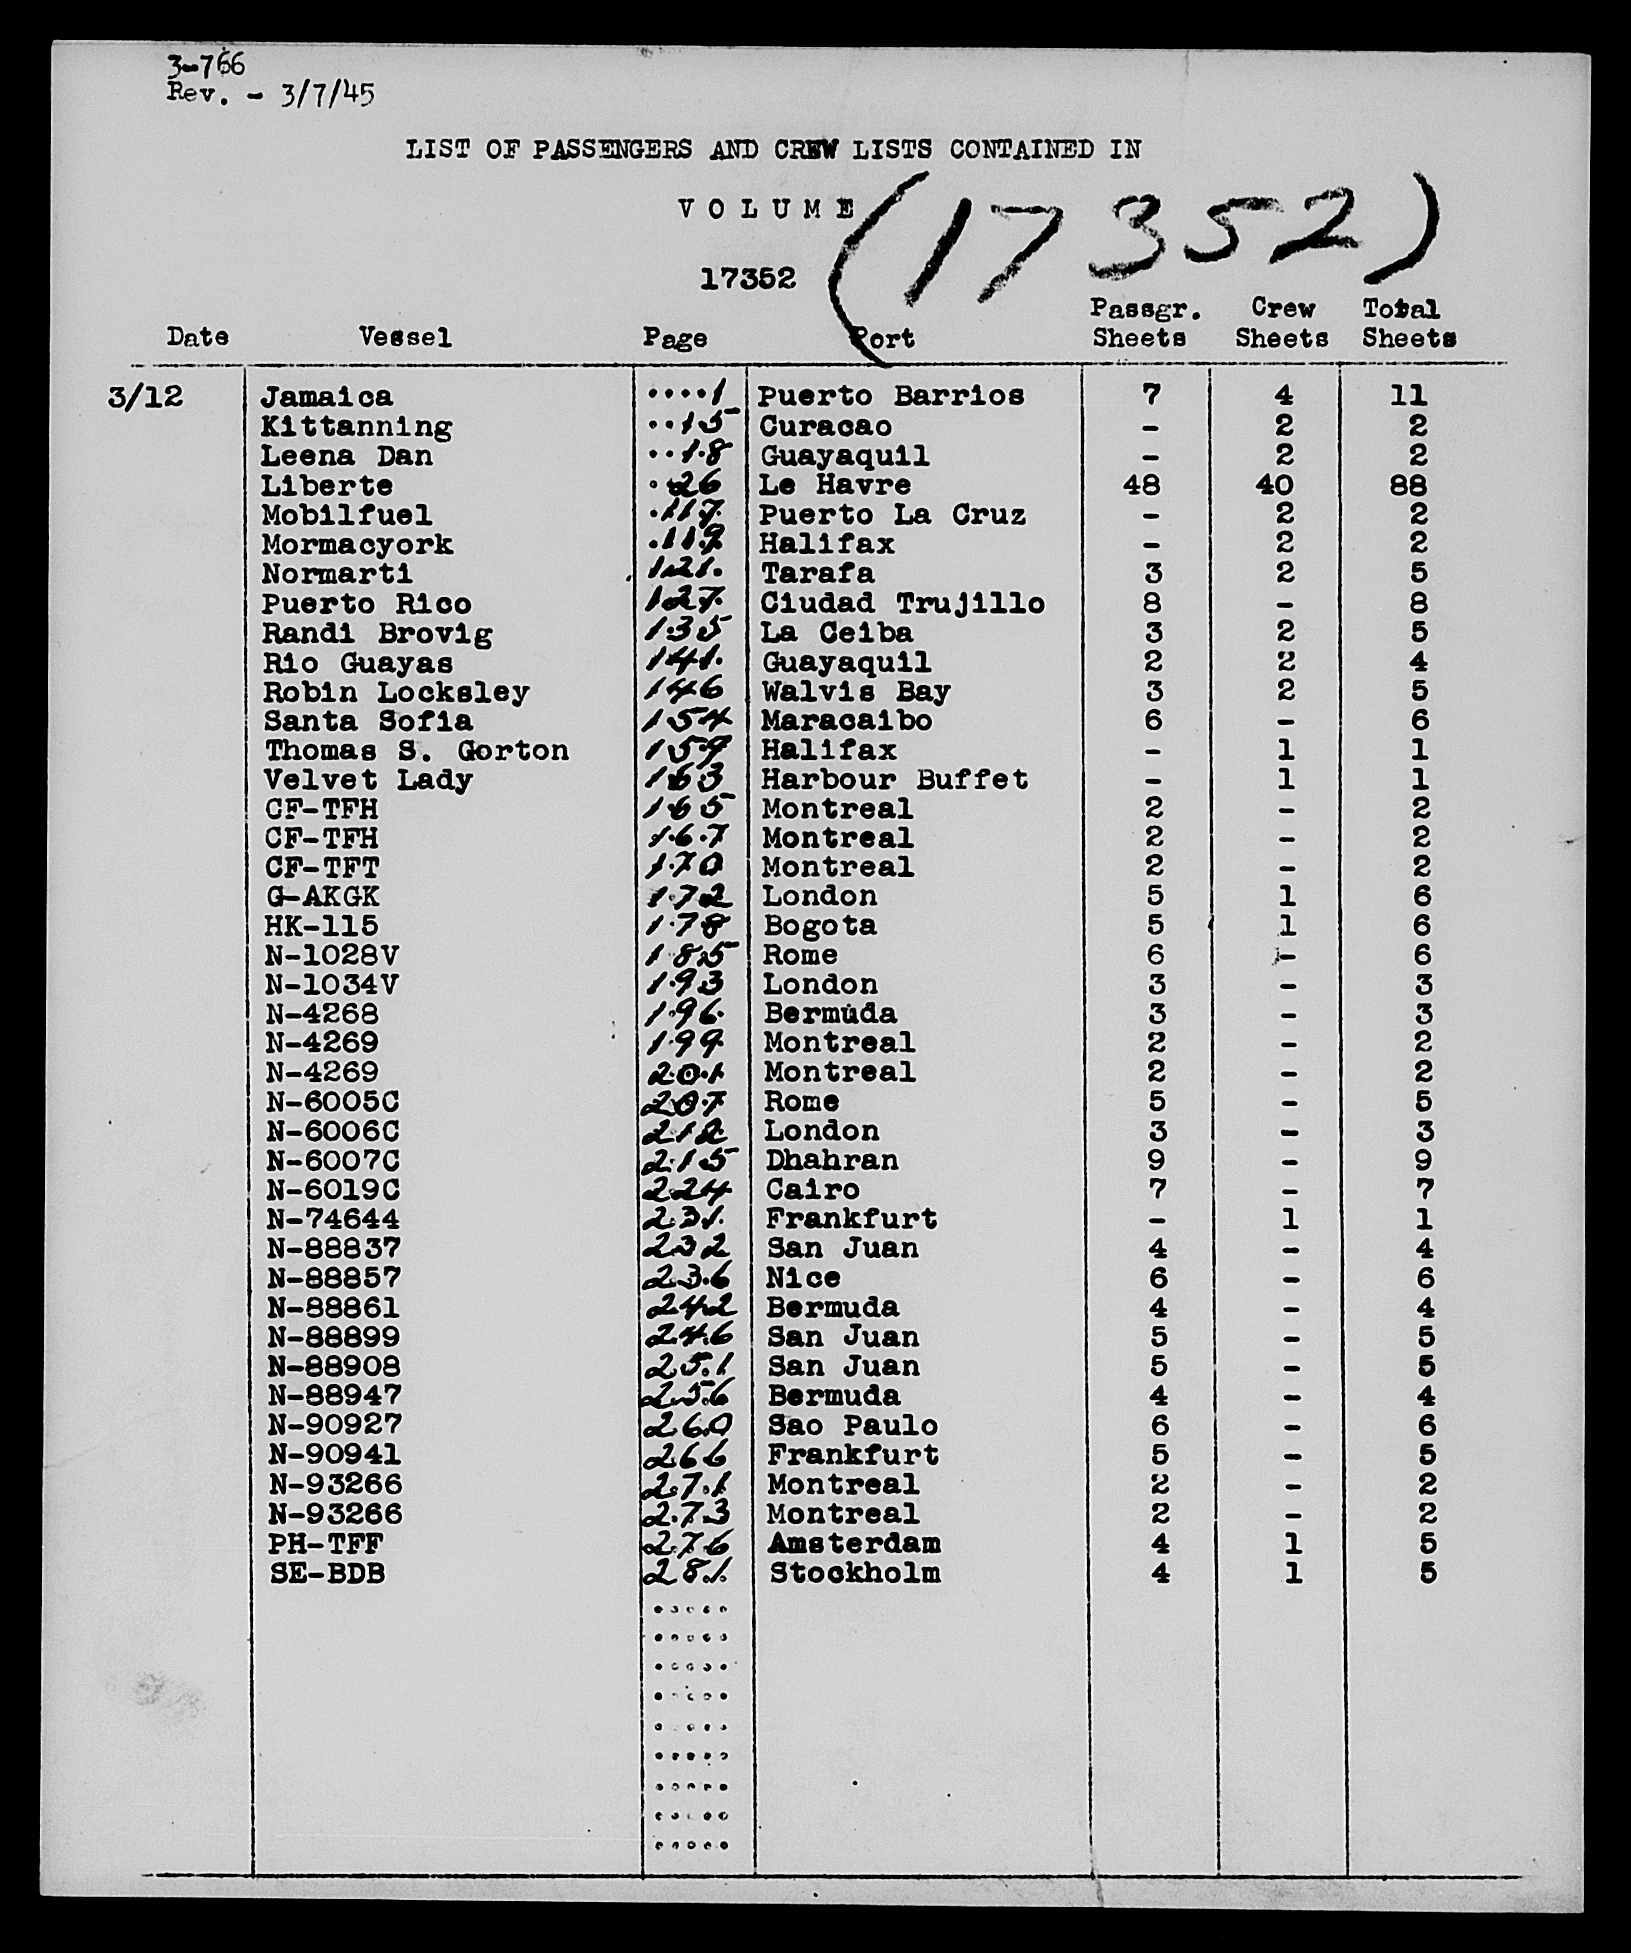 3-766
Rev. - 3/7/45
LIST OF PASSENGERS AND CREW LISTS CONTAINED IN
VOLUME
(17352)
17352
Date Vessel Page Port Passgr. Sheets Crew Sheets Total Sheets
3/12 Jamaica ....1 Puerto Barrios 7 4 11
Kittanning ..15 Curacao - 2 2
Leena Dan ..18 Guayaquil - 2 2
Liberte .26 Le Havre 48 40 88
Mobilfuel .117 Puerto La Cruz - 2 2
Mormacyork .119 Halifax - 2 2
Normarti 121. Tarafa 3 2 5
Puerto Rico 127. Ciudad Trujillo 8 - 8
Randi Brovig 135 La Ceiba 3 2 5
Rio Guayas 141. Guayaquil 2 2 4
Robin Locksley 146 Walvis Bay 3 2 5
Santa Sofia 154 Maracaibo 6 - 6
Thomas S. Gorton 159 Halifax - 1 1
Velvet Lady 163 Harbour Buffet - 1 1
CF-TFH 165 Montreal 2 - 2
CF-TFH 167 Montreal 2 - 2
CF-TFT 170 Montreal 2 - 2
G-AKGK 172 London 5 1 6
HK-115 178 Bogota 5 1 6
N-1028V 185 Rome 6 - 6
N-1034V 193 London 3 - 3
N-4268 196 Bermuda 3 - 3
N-4269 199 Montreal 2 - 2
N-4269 201 Montreal 2 - 2
N-6005C 207 Rome 5 - 5
N-6006C 212 London 3 - 3
N-6007C 215 Dhahran 9 - 9
N-6019C 224 Cairo 7 - 7
N-74644 231. Frankfurt - 1 1
N-88837 232 San Juan 4 - 4
N-88857 236 Nice 6 - 6
N-88861 242 Bermuda 4 - 4
N-88899 246 San Juan 5 - 5
N-88908 251 San Juan 5 - 5
N-88947 256 Bermuda 4 - 4
N-90927 260 Sao Paulo 6 - 6
N-90941 266 Frankfurt 5 - 5
N-93266 271 Montreal 2 - 2
N-93266 273 Montreal 2 - 2
PH-TFF 276 Amsterdam 4 1 5
SE-BDB 281. Stockholm 4 1 5